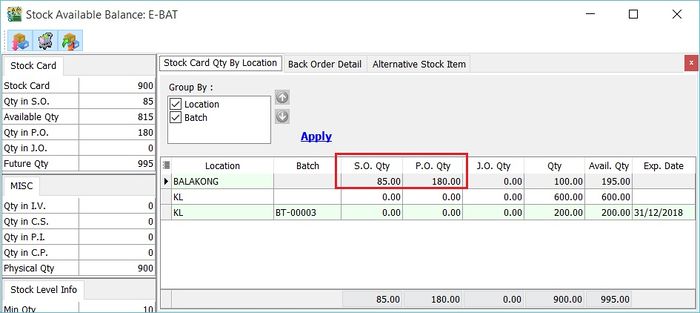 Stock Available Balance: E-BAT
Stock Card
Stock Card 900
Qty in S.O. 85
Available Qty 815
Qty in P.O. 180
Qty in J.O. 0
Future Qty 995
MISC
Qty in I.V. 0
Qty in C.S. 0
Qty in P.I. 0
Qty in C.P. 0
Physical Qty 900
Stock Level Info
Min Qty 10
Stock Card Qty By Location Back Order Detail Alternative Stock Item
Group By :
Location
Batch
Apply
Location Batch S.O. Qty P.O. Qty J.O. Qty Qty Avail. Qty Exp. Date
BALAKONG 85.00 180.00 0.00 100.00 195.00
KL 0.00 0.00 0.00 600.00 600.00
KL BT-00003 0.00 0.00 0.00 200.00 200.00 31/12/2018
85.00 180.00 0.00 900.00 995.00